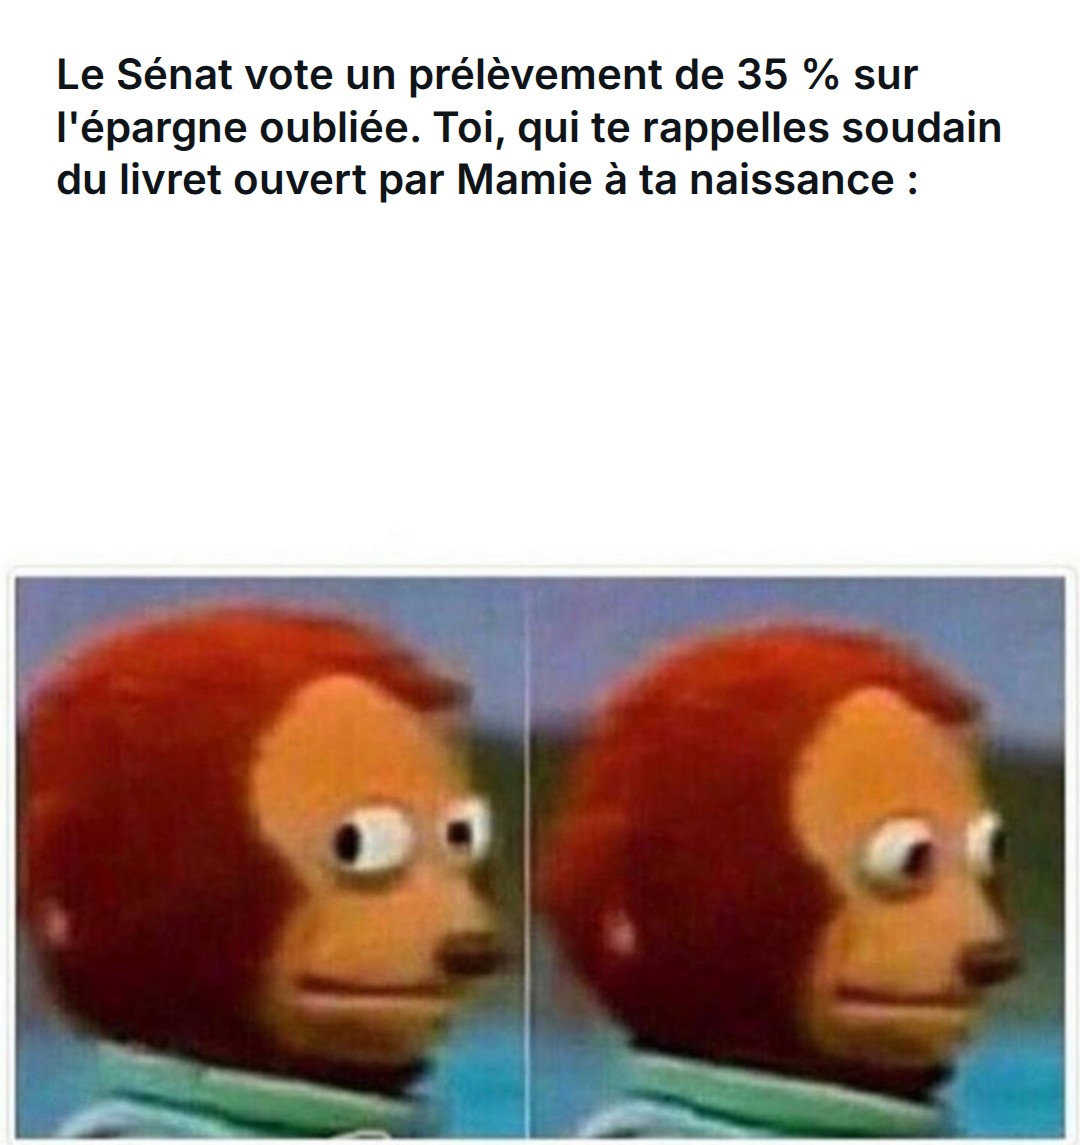 Le Sénat vote un prélèvement de 35 % sur
l'épargne oubliée. Toi, qui te rappelles soudain
du livret ouvert par Mamie à ta naissance :